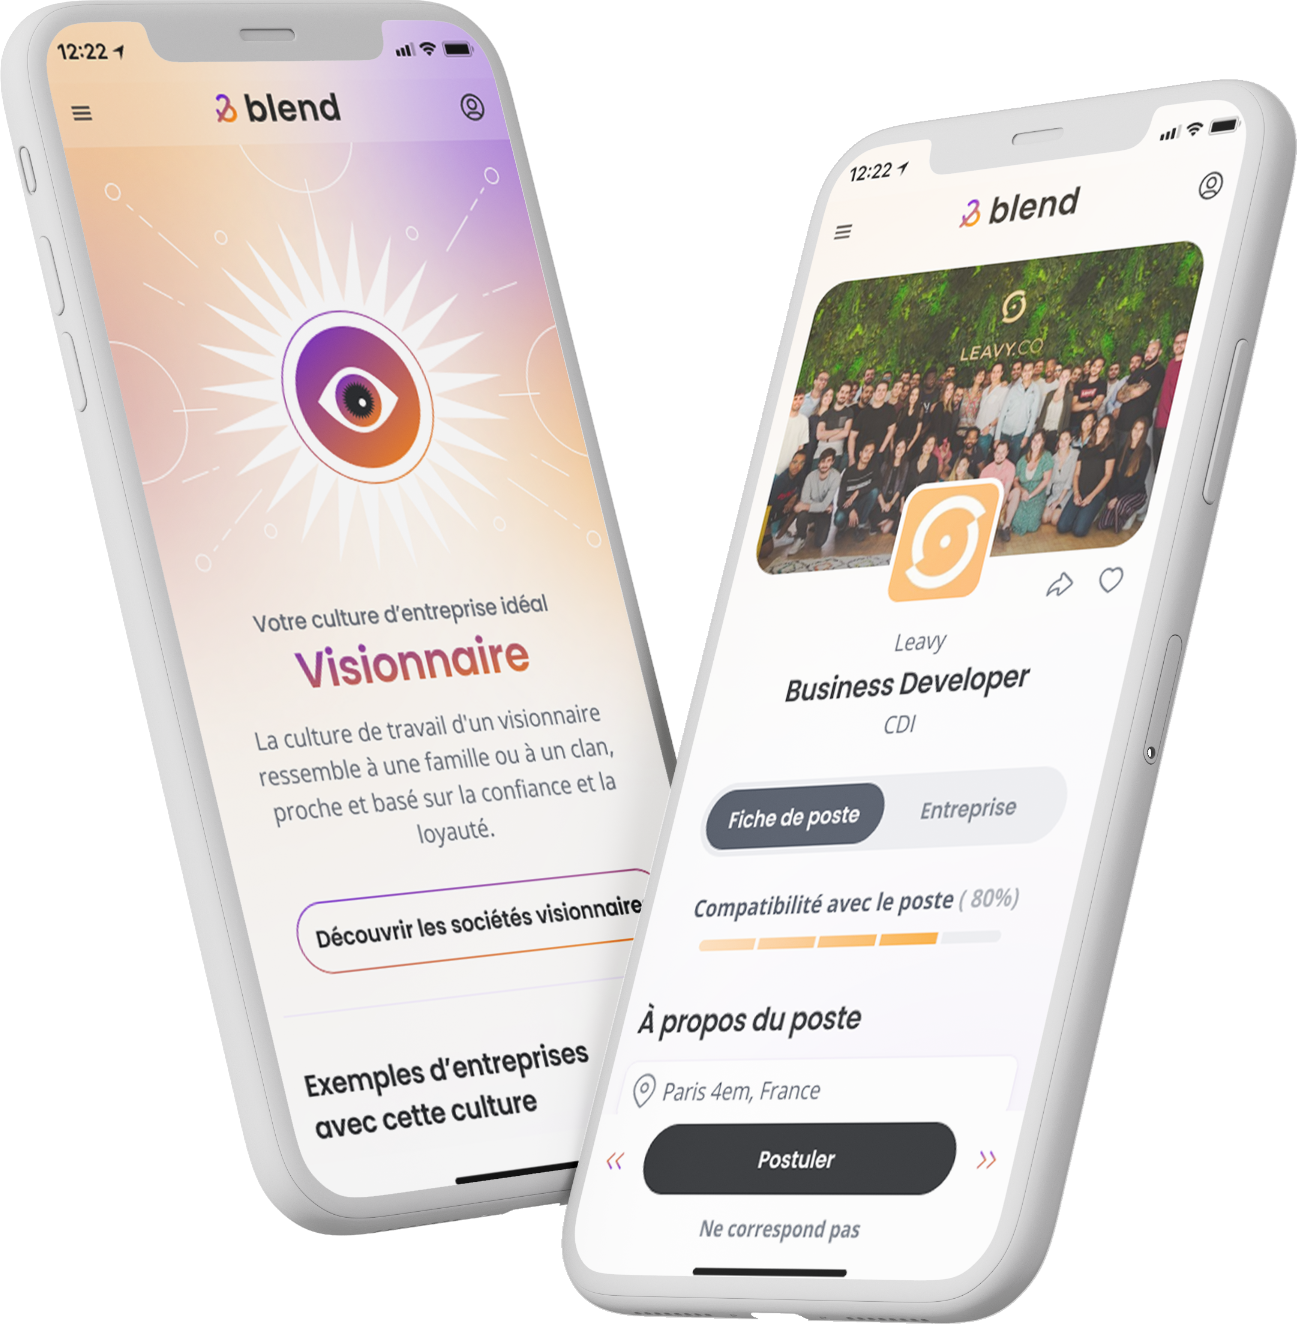 12:22
blend
Votre culture d'entreprise idéal
Visionnaire
La culture de travail d'un visionnaire
ressemble à une famille ou à un clan,
proche et basé sur la confiance et la
loyauté.
Découvrir les sociétés visionnaires
Exemples d'entreprises
avec cette culture
12:22
blend
LEAVY.CO
Leavy
Business Developer
CDI
Fiche de poste
Entreprise
Compatibilité avec le poste ( 80%)
À propos du poste
Paris 4em, France
Postuler
Ne correspond pas